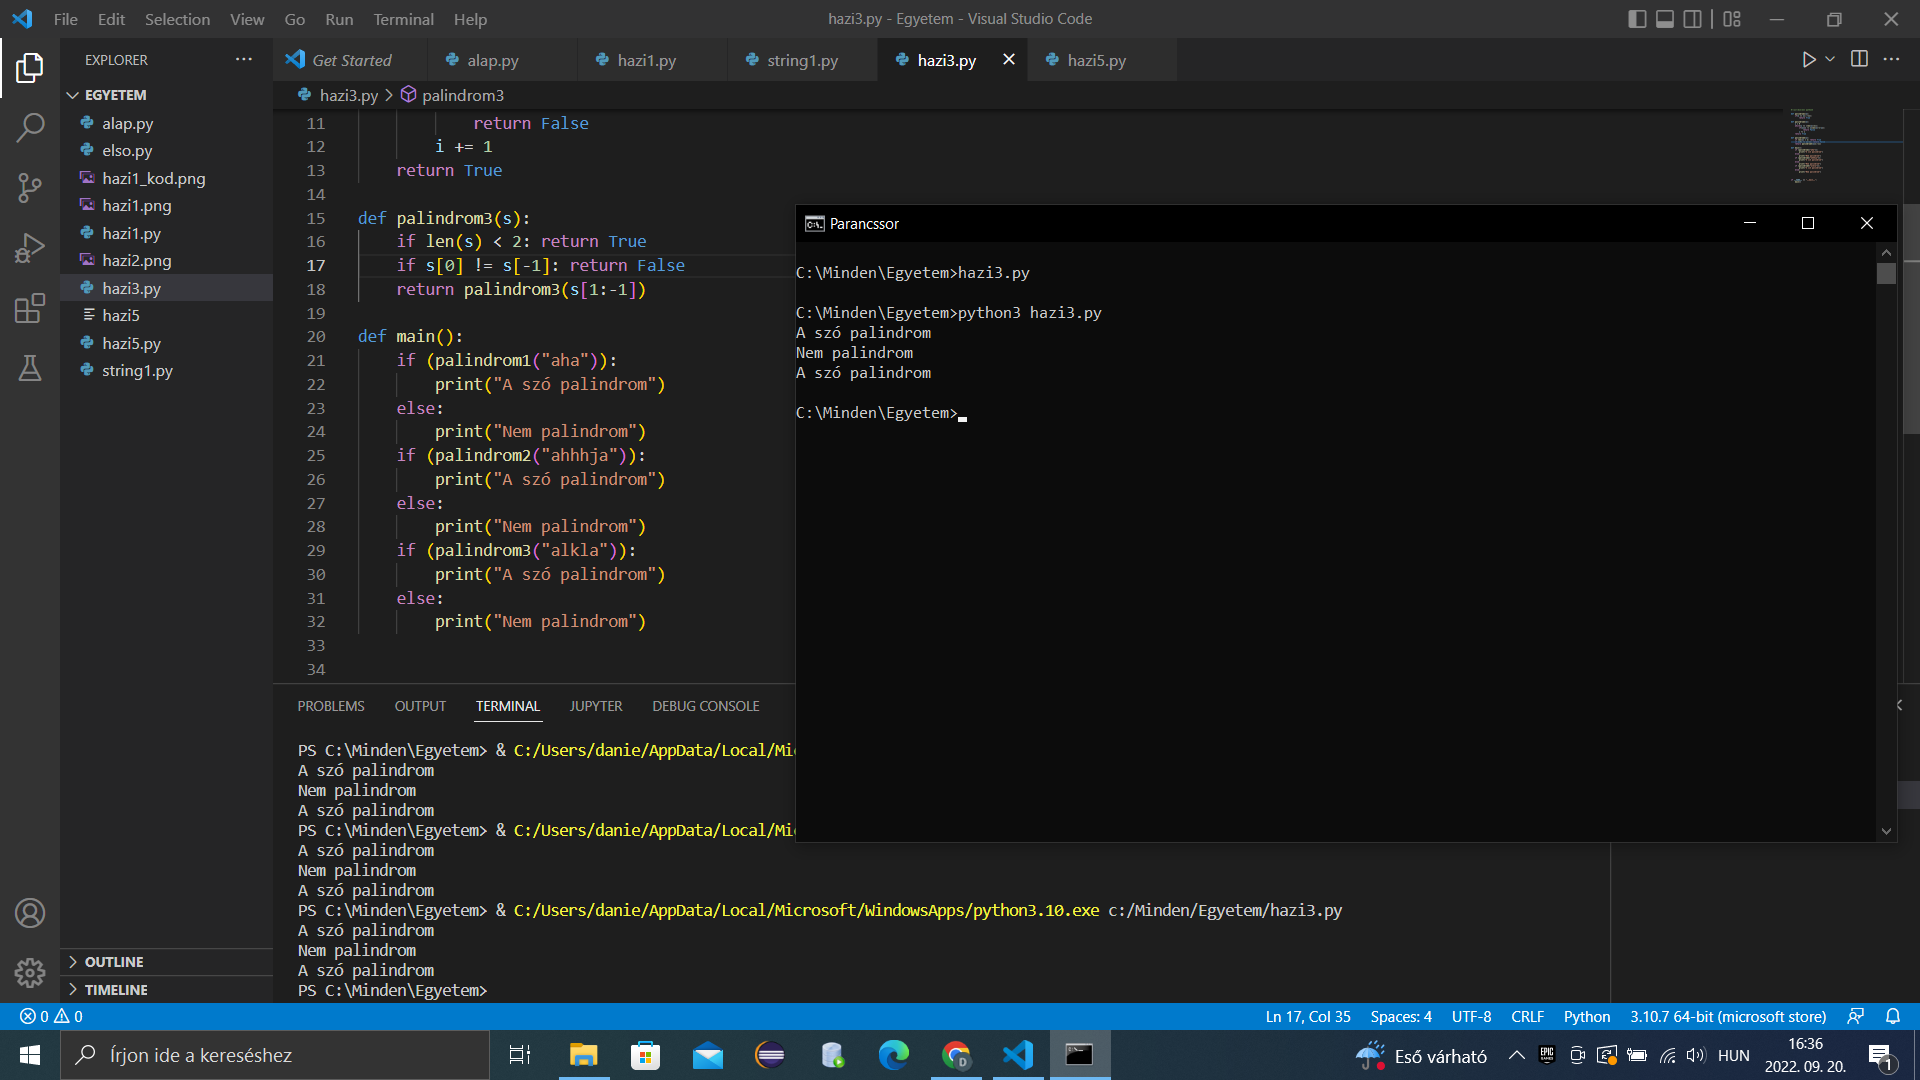 File Edit Selection View Go Run Terminal Help
hazi3.py - Egyetem - Visual Studio Code
EXPLORER
EGYETEM
alap.py
elso.py
hazi1_kod.png
hazi1.png
hazi1.py
hazi2.png
hazi3.py
hazi5
hazi5.py
string1.py
OUTLINE
TIMELINE
Get Started alap.py hazi1.py string1.py hazi3.py hazi5.py
hazi3.py > palindrom3
11 return False
12 i += 1
13 return True
14
15 def palindrom3(s):
16 if len(s) < 2: return True
17 if s[0] != s[-1]: return False
18 return palindrom3(s[1:-1])
19
20 def main():
21 if (palindrom1("aha")):
22 print("A szó palindrom")
23 else:
24 print("Nem palindrom")
25 if (palindrom2("ahhhja")):
26 print("A szó palindrom")
27 else:
28 print("Nem palindrom")
29 if (palindrom3("alkla")):
30 print("A szó palindrom")
31 else:
32 print("Nem palindrom")
33
34
Parancssor
C:\Minden\Egyetem>hazi3.py
C:\Minden\Egyetem>python3 hazi3.py
A szó palindrom
Nem palindrom
A szó palindrom
C:\Minden\Egyetem>
PROBLEMS OUTPUT TERMINAL JUPYTER DEBUG CONSOLE
PS C:\Minden\Egyetem> & C:/Users/danie/AppData/Local/Mi
A szó palindrom
Nem palindrom
A szó palindrom
PS C:\Minden\Egyetem> & C:/Users/danie/AppData/Local/Mi
A szó palindrom
Nem palindrom
A szó palindrom
PS C:\Minden\Egyetem> & C:/Users/danie/AppData/Local/Microsoft/WindowsApps/python3.10.exe c:/Minden/Egyetem/hazi3.py
A szó palindrom
Nem palindrom
A szó palindrom
PS C:\Minden\Egyetem>
0 0 Ln 17, Col 35 Spaces: 4 UTF-8 CRLF Python 3.10.7 64-bit (microsoft store)
Írjon ide a kereséshez
Eső várható
HUN
16:36
2022. 09. 20.
1